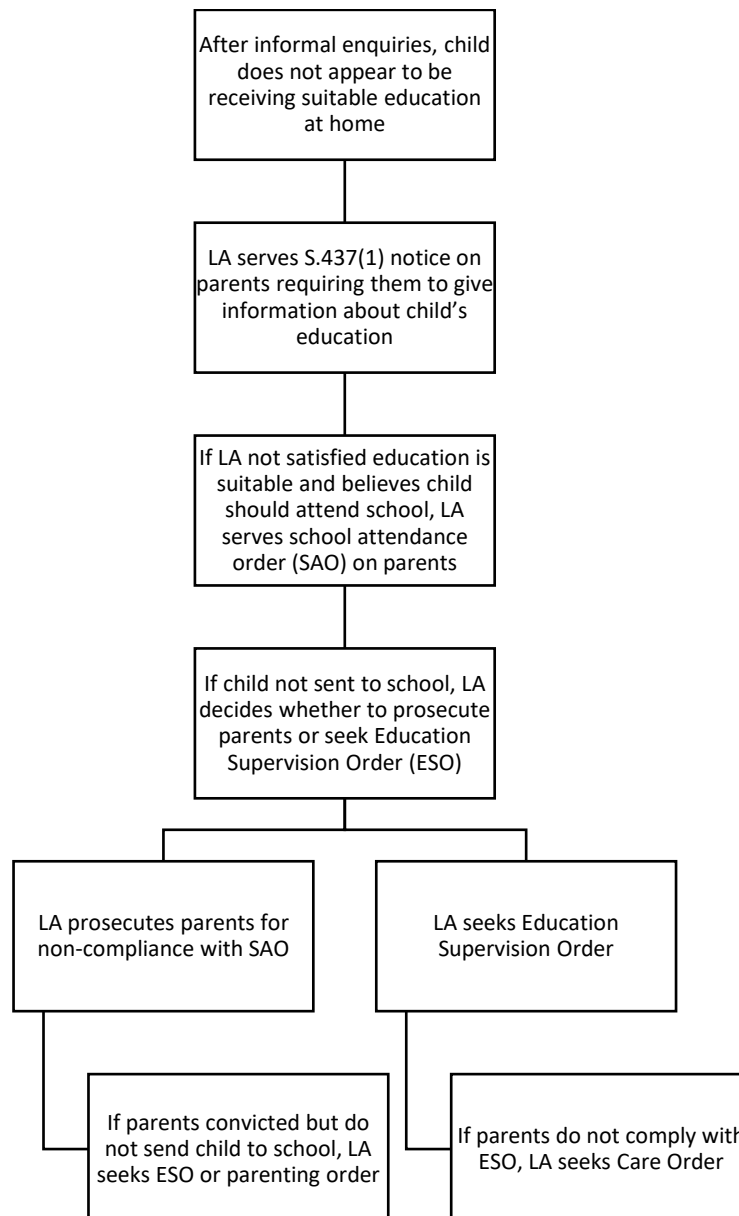 After informal enquiries, child
does not appear to be
receiving suitable education
at home
LA serves S.437(1) notice on
parents requiring them to give
information about child’s
education
If LA not satisfied education is
suitable and believes child
should attend school, LA
serves school attendance
order (SAO) on parents
If child not sent to school, LA
decides whether to prosecute
parents or seek Education
Supervision Order (ESO)
LA prosecutes parents for
non-compliance with SAO
LA seeks Education
Supervision Order
If parents convicted but do
not send child to school, LA
seeks ESO or parenting order
If parents do not comply with
ESO, LA seeks Care Order